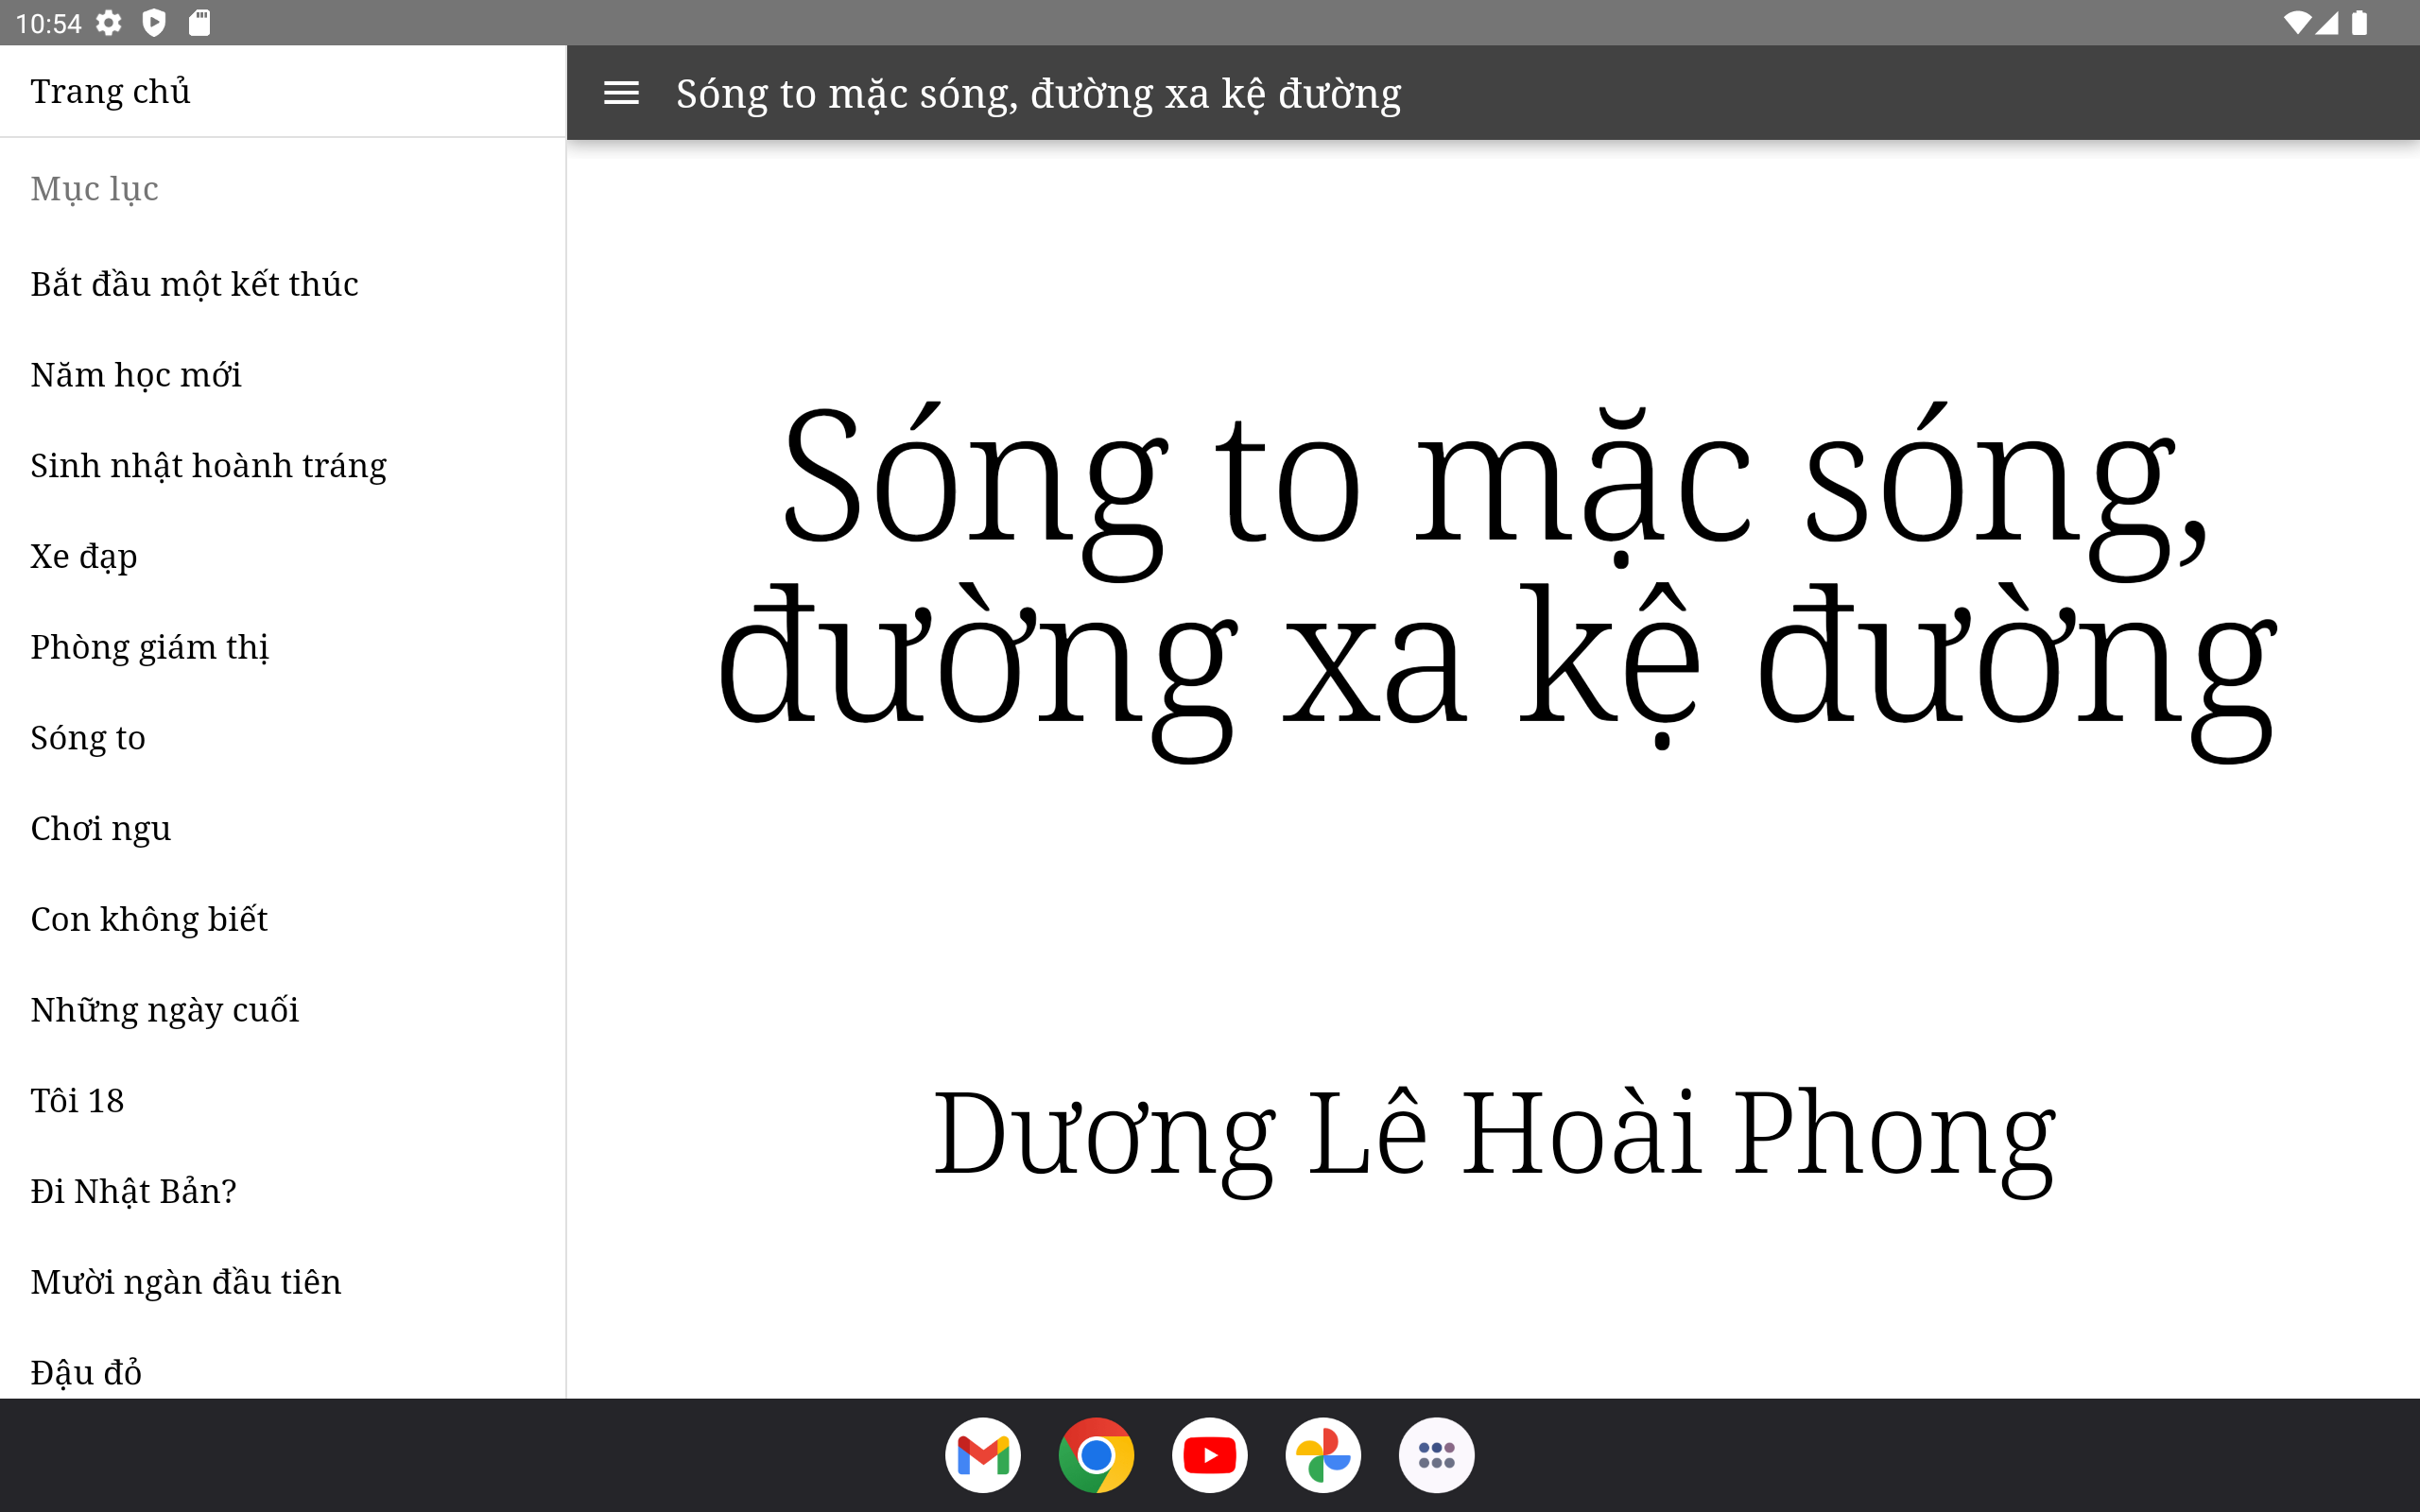 10:54
Trang chủ
Mục lục
Bắt đầu một kết thúc
Năm học mới
Sinh nhật hoành tráng
Xe đạp
Phòng giám thị
Sóng to
Chơi ngu
Con không biết
Những ngày cuối
Tôi 18
Đi Nhật Bản?
Mười ngàn đầu tiên
Đậu đỏ
Sóng to mặc sóng, đường xa kệ đường
Sóng to mặc sóng,
đường xa kệ đường
Dương Lê Hoài Phong